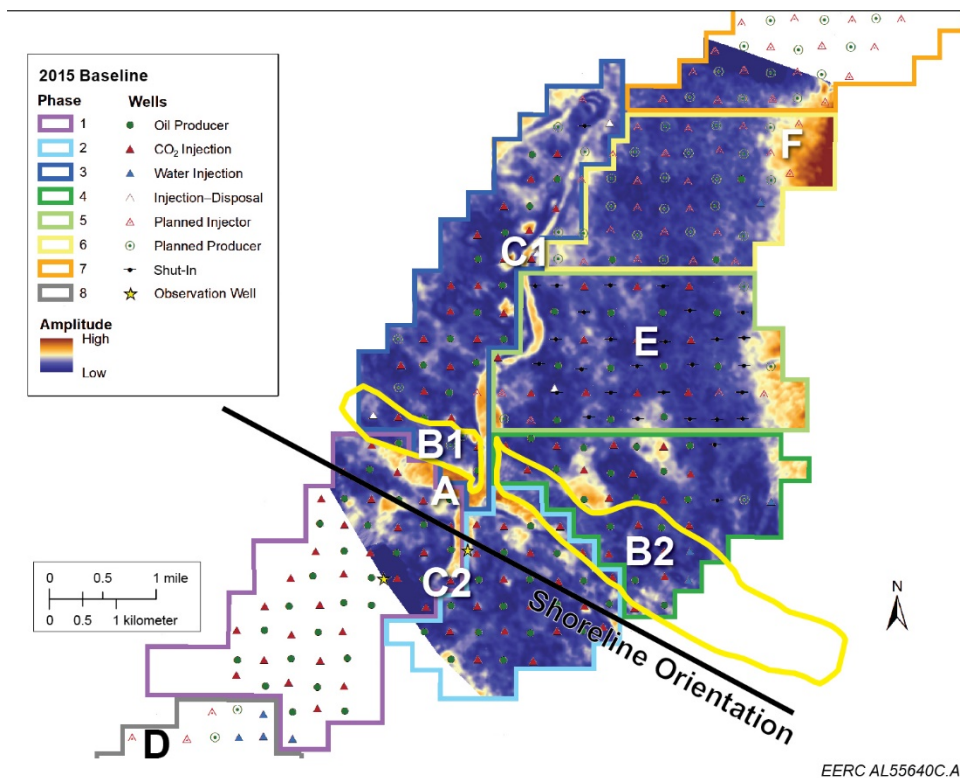 2015 Baseline
Phase Wells
1 Oil Producer
2 CO₂ Injection
3 Water Injection
4 Injection–Disposal
5 Planned Injector
6 Planned Producer
7 Shut-In
8 Observation Well
Amplitude
High
Low
F
C1
E
B1
A
B2
C2
Shoreline Orientation
0 0.5 1 mile
0 0.5 1 kilometer
N
D
EERC AL55640C.A